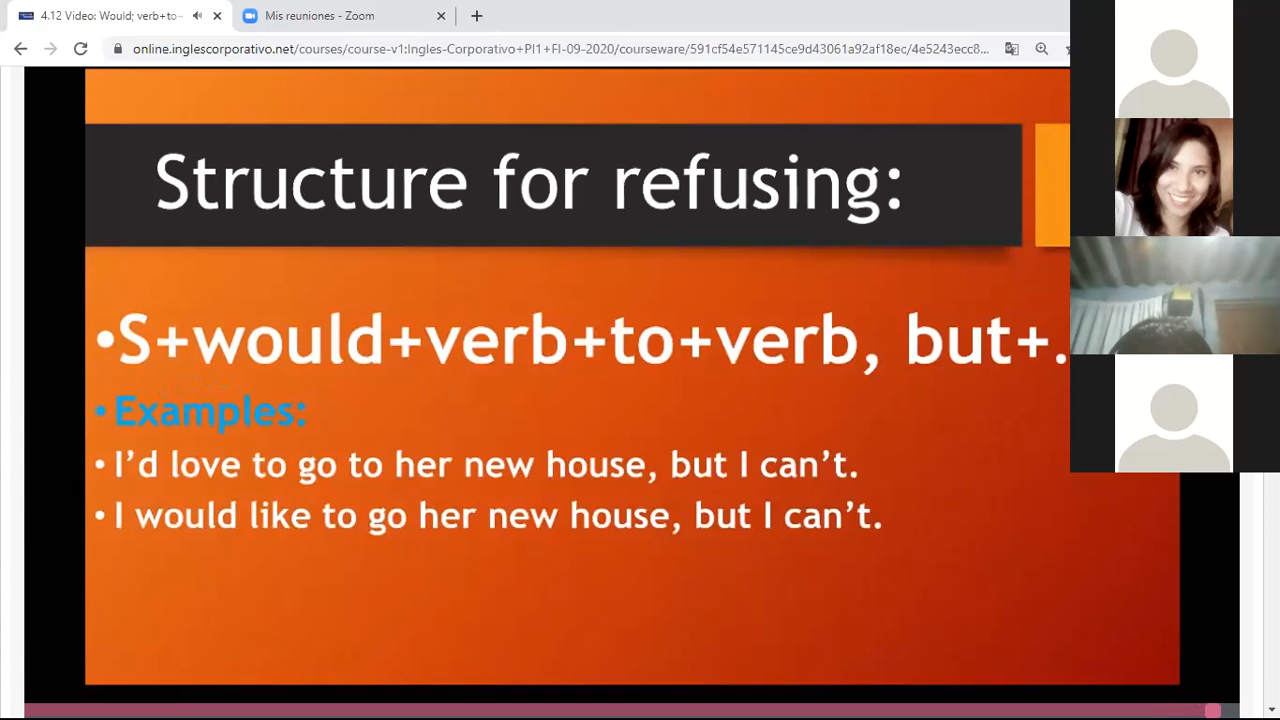 4.12 Video: Would; verb+to-
Mis reuniones - Zoom
online.inglescorporativo.net/courses/course-v1:Ingles-Corporativo+PI1+FI-09-2020/courseware/591cf54e571145ce9d43061a92af18ec/4e5243ecc8...
Structure for refusing:
•S+would+verb+to+verb, but+.
• Examples:
• I’d love to go to her new house, but I can’t.
• I would like to go her new house, but I can’t.